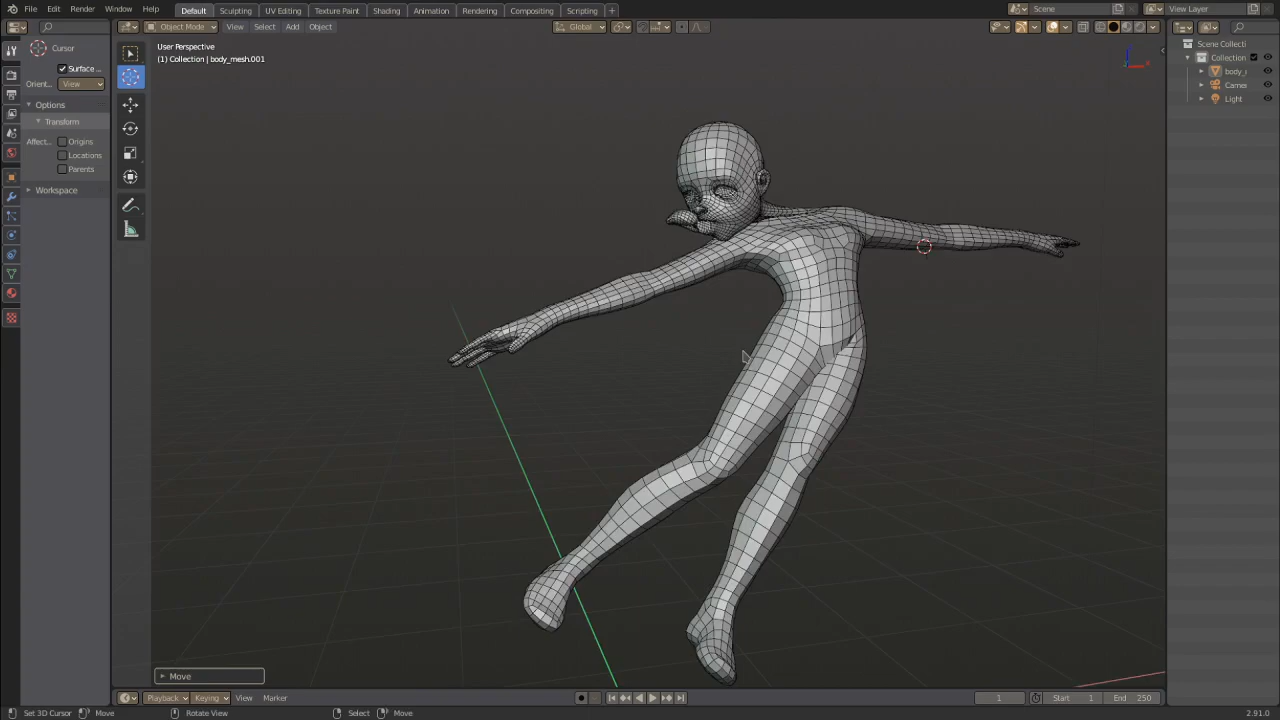 File Edit Window Help Default Sculpting UV Editing Texture Paint Shading Animation Rendering Compositing Scripting + Scene View Layer
Object Mode View Select Add Object Global
Cursor
Surface ...
Orient... View
Options
Transform
Affect... Origins
Locations
Parents
Workspace
User Perspective
(1) Collection | body_mesh.001
Scene Collecti
Collection
body_
Camer
Light
Move
Playback Keying View Marker 1 Start 1 End 250
Set 3D Cursor Move Rotate View Select Move 2.91.0